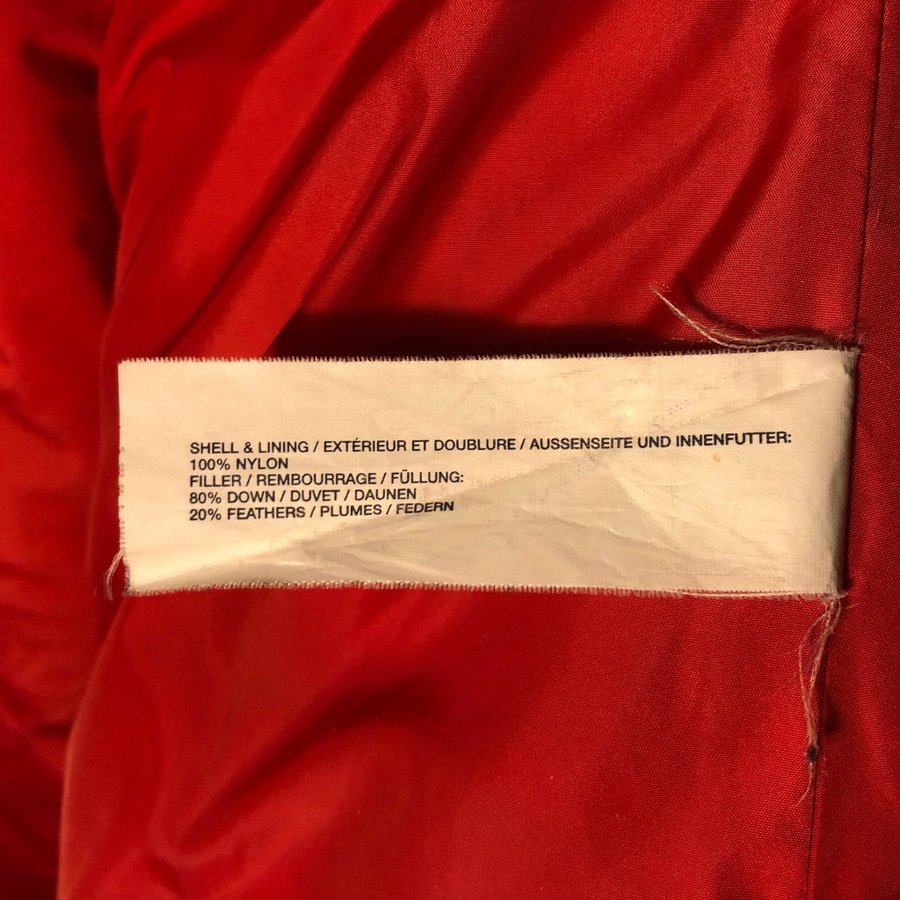 SHELL & LINING / EXTÉRIEUR ET DOUBLURE / AUSSENSEITE UND INNENFUTTER:
100% NYLON
FILLER / REMBOURRAGE / FÜLLUNG:
80% DOWN / DUVET / DAUNEN
20% FEATHERS / PLUMES / FEDERN